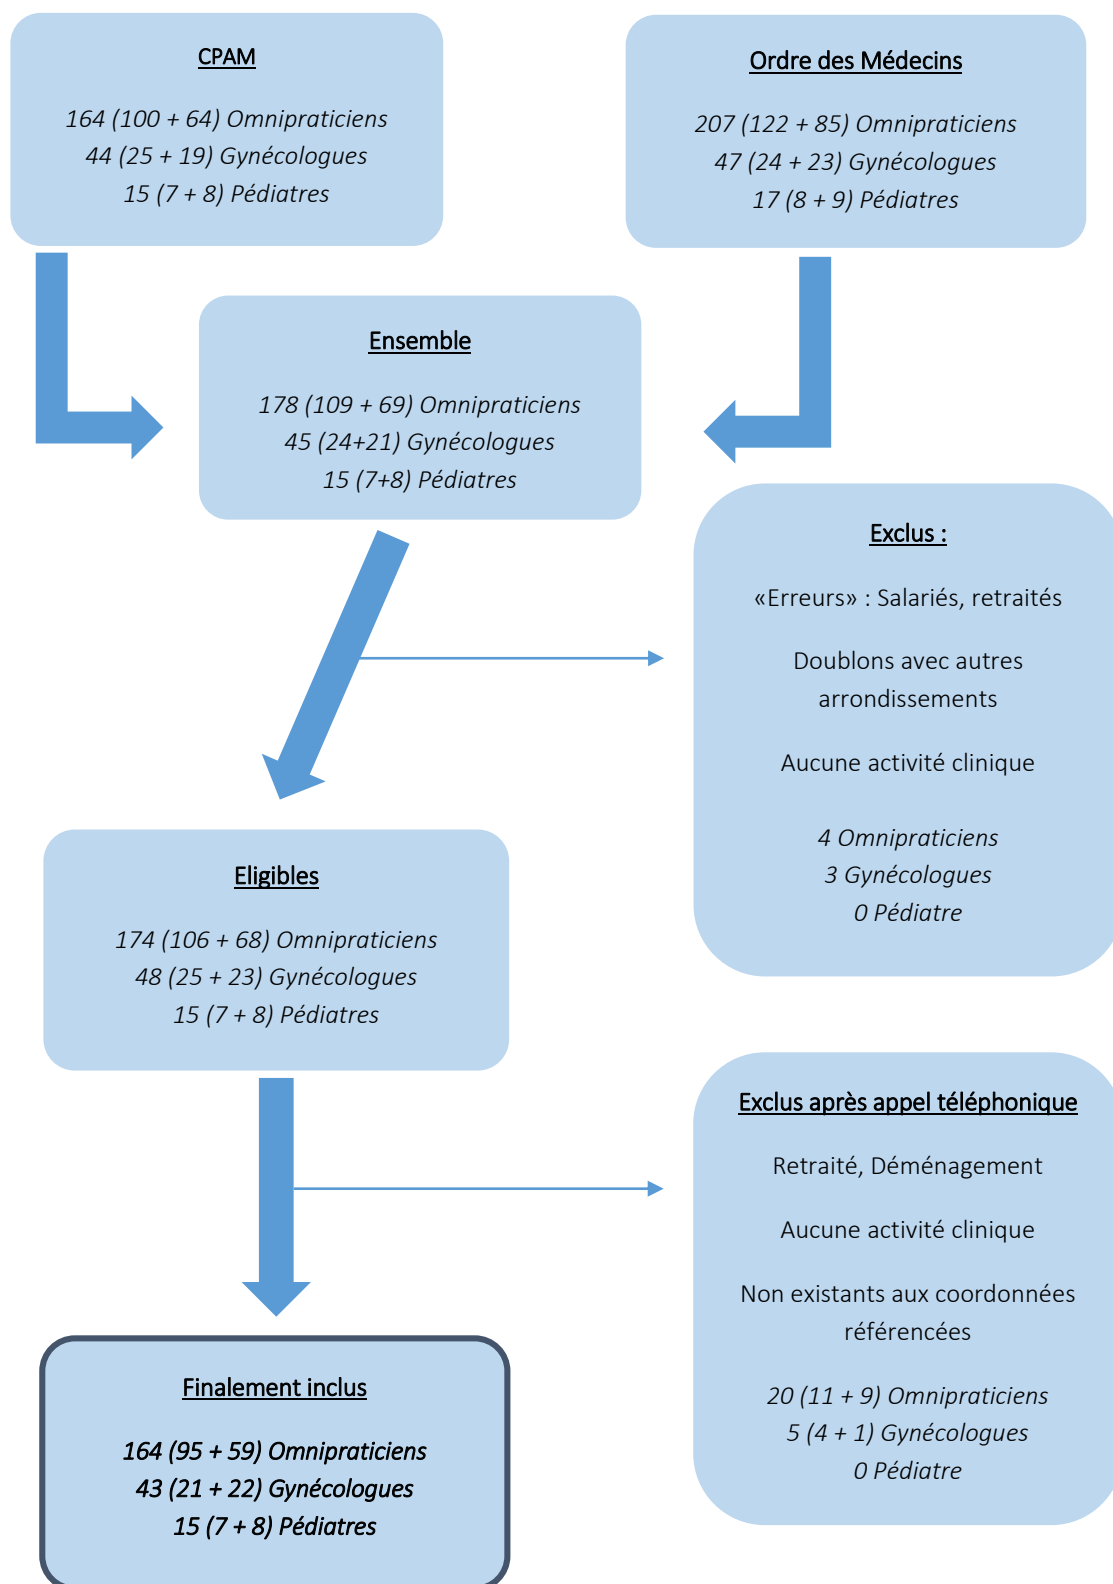 CPAM
164 (100 + 64) Omnipraticiens
44 (25 + 19) Gynécologues
15 (7 + 8) Pédiatres
Ordre des Médecins
207 (122 + 85) Omnipraticiens
47 (24 + 23) Gynécologues
17 (8 + 9) Pédiatres
Ensemble
178 (109 + 69) Omnipraticiens
45 (24+21) Gynécologues
15 (7+8) Pédiatres
Exclus :
«Erreurs» : Salariés, retraités
Doublons avec autres
arrondissements
Aucune activité clinique
4 Omnipraticiens
3 Gynécologues
0 Pédiatre
Eligibles
174 (106 + 68) Omnipraticiens
48 (25 + 23) Gynécologues
15 (7 + 8) Pédiatres
Exclus après appel téléphonique
Retraité, Déménagement
Aucune activité clinique
Non existants aux coordonnées
référencées
20 (11 + 9) Omnipraticiens
5 (4 + 1) Gynécologues
0 Pédiatre
Finalement inclus
164 (95 + 59) Omnipraticiens
43 (21 + 22) Gynécologues
15 (7 + 8) Pédiatres